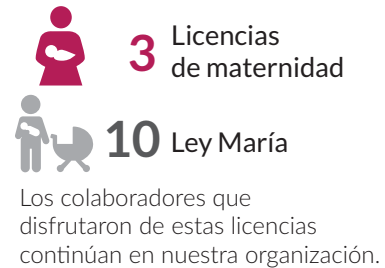 3 Licencias
de maternidad
10 Ley María
Los colaboradores que
disfrutaron de estas licencias
continúan en nuestra organización.